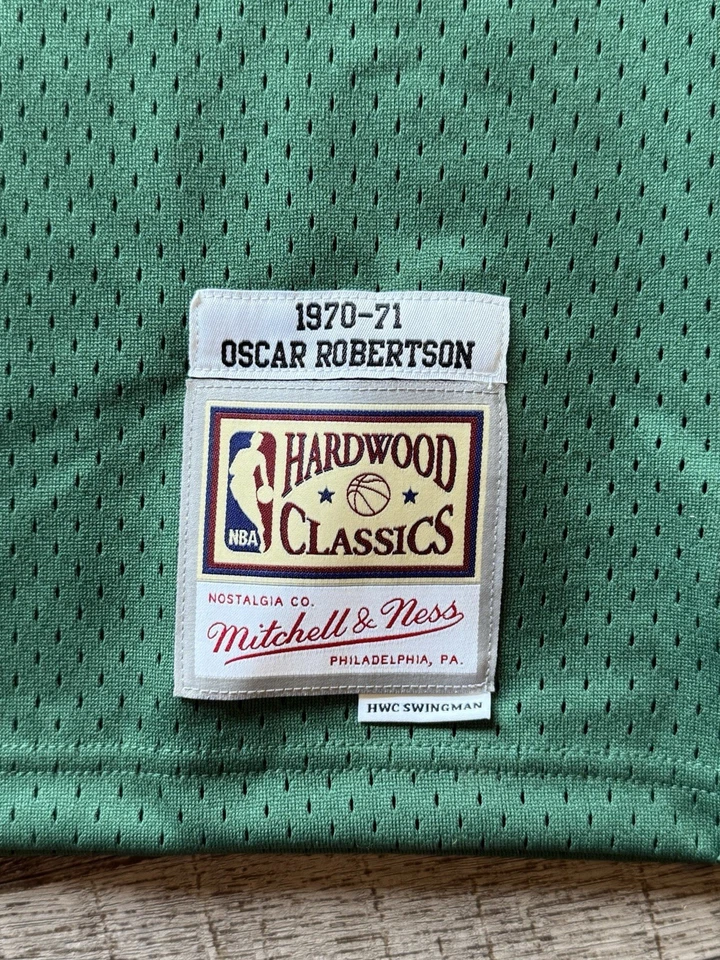 1970-71
OSCAR ROBERTSON
HARDWOOD
CLASSICS
NBA
NOSTALGIA CO.
Mitchell & Ness
PHILADELPHIA, PA.
HWC SWINGMAN